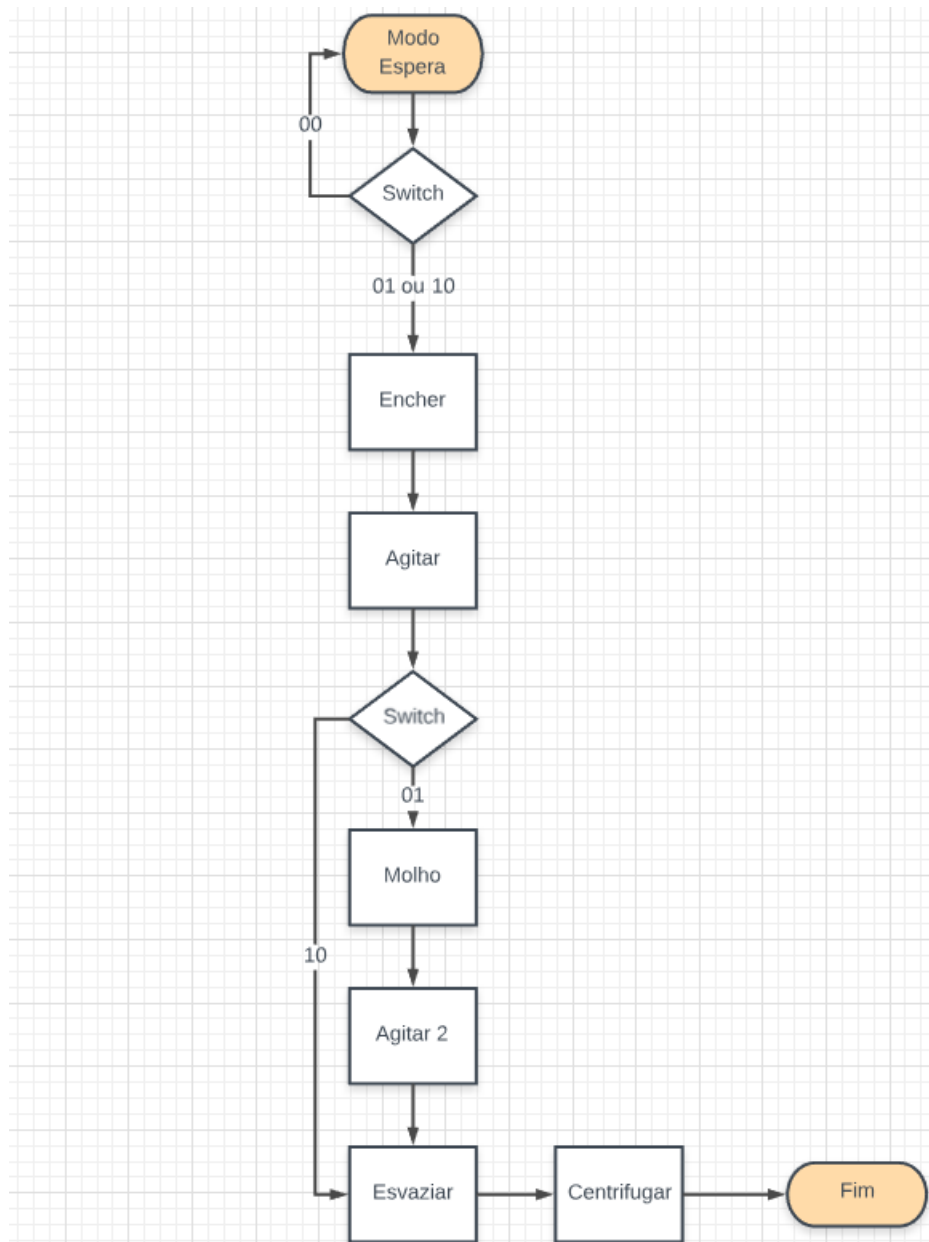 Modo
Espera
00
Switch
01 ou 10
Encher
Agitar
Switch
01
Molho
10
Agitar 2
Esvaziar
Centrifugar
Fim